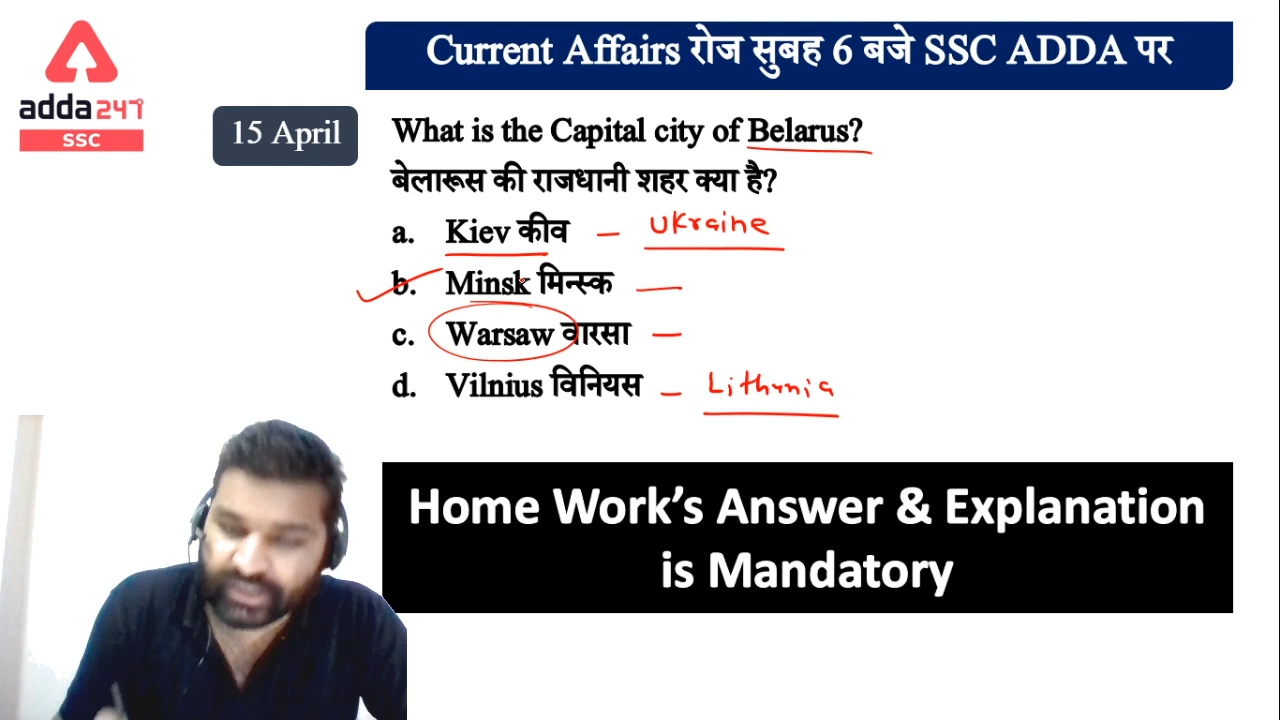 Current Affairs रोज सुबह 6 बजे SSC ADDA पर
adda247
SSC
15 April
What is the Capital city of Belarus?
बेलारूस की राजधानी शहर क्या है?
a. Kiev कीव – Ukraine
b. Minsk मिन्स्क –
c. Warsaw वारसा –
d. Vilnius विनियस – Lithunia
Home Work's Answer & Explanation
is Mandatory